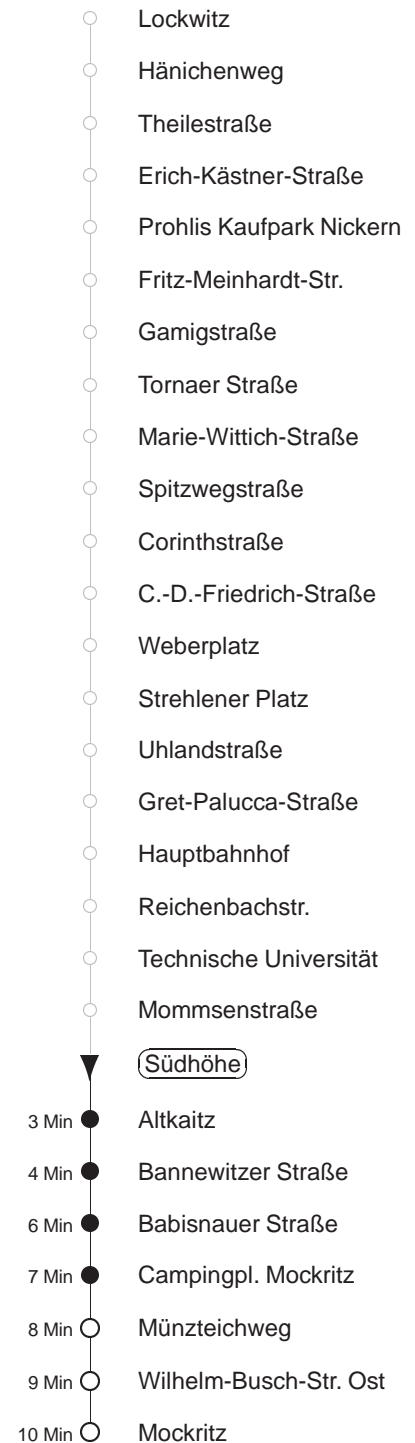 Lockwitz
Hänichenweg
Theilestraße
Erich-Kästner-Straße
Prohlis Kaufpark Nickern
Fritz-Meinhardt-Str.
Gamigstraße
Tornaer Straße
Marie-Wittich-Straße
Spitzwegstraße
Corinthstraße
C.-D.-Friedrich-Straße
Weberplatz
Strehlener Platz
Uhlandstraße
Gret-Palucca-Straße
Hauptbahnhof
Reichenbachstr.
Technische Universität
Mommsenstraße
Südhöhe
3 Min Altkaitz
4 Min Bannewitzer Straße
6 Min Babisnauer Straße
7 Min Campingpl. Mockritz
8 Min Münzteichweg
9 Min Wilhelm-Busch-Str. Ost
10 Min Mockritz